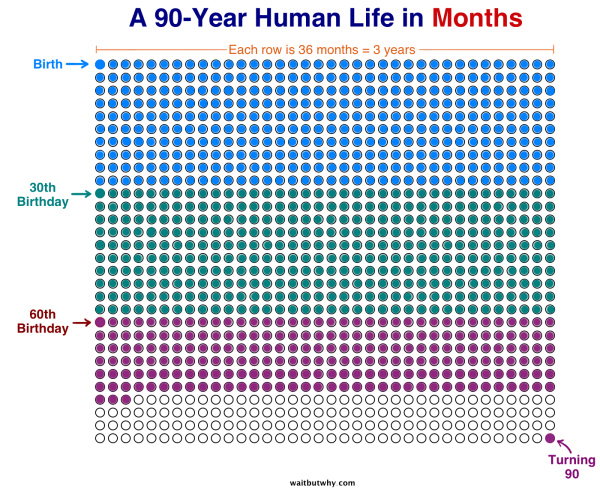 A 90-Year Human Life in Months
Each row is 36 months = 3 years
Birth
30th
Birthday
60th
Birthday
Turning
90
waitbutwhy.com